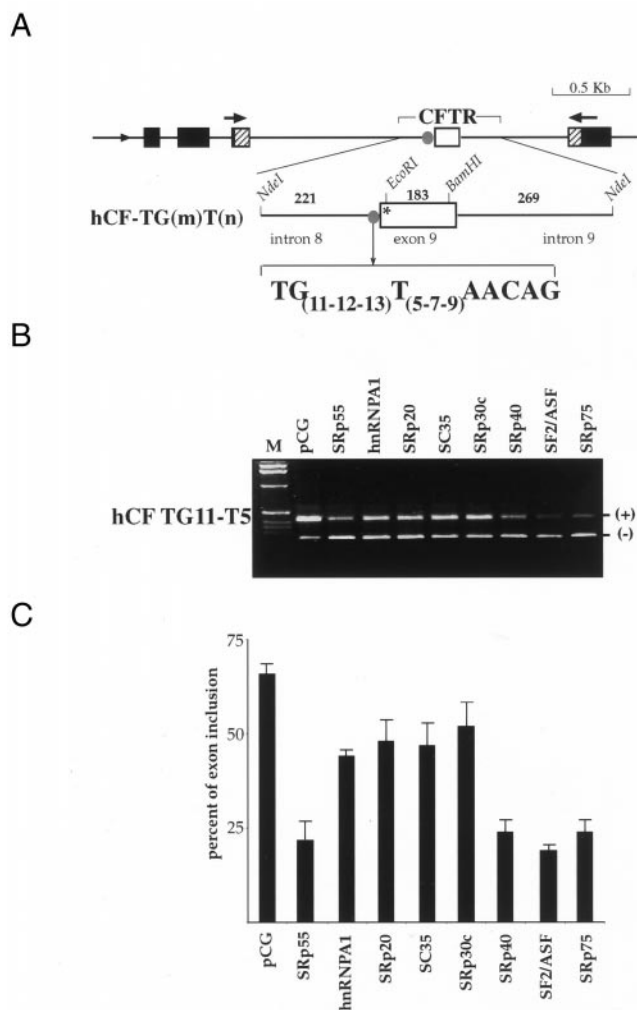 A
0.5 Kb
CFTR
NdeI
EcoRI
BamHI
NdeI
221
183
269
hCF-TG(m)T(n)
*
intron 8
exon 9
intron 9
TG(11-12-13)T(5-7-9)AACAG
B
M
pCG
SRp55
hnRNPA1
SRp20
SC35
SRp30c
SRp40
SF2/ASF
SRp75
hCF TG11-T5
(+)
(-)
C
percent of exon inclusion
75
50
25
pCG
SRp55
hnRNPA1
SRp20
SC35
SRp30c
SRp40
SF2/ASF
SRp75